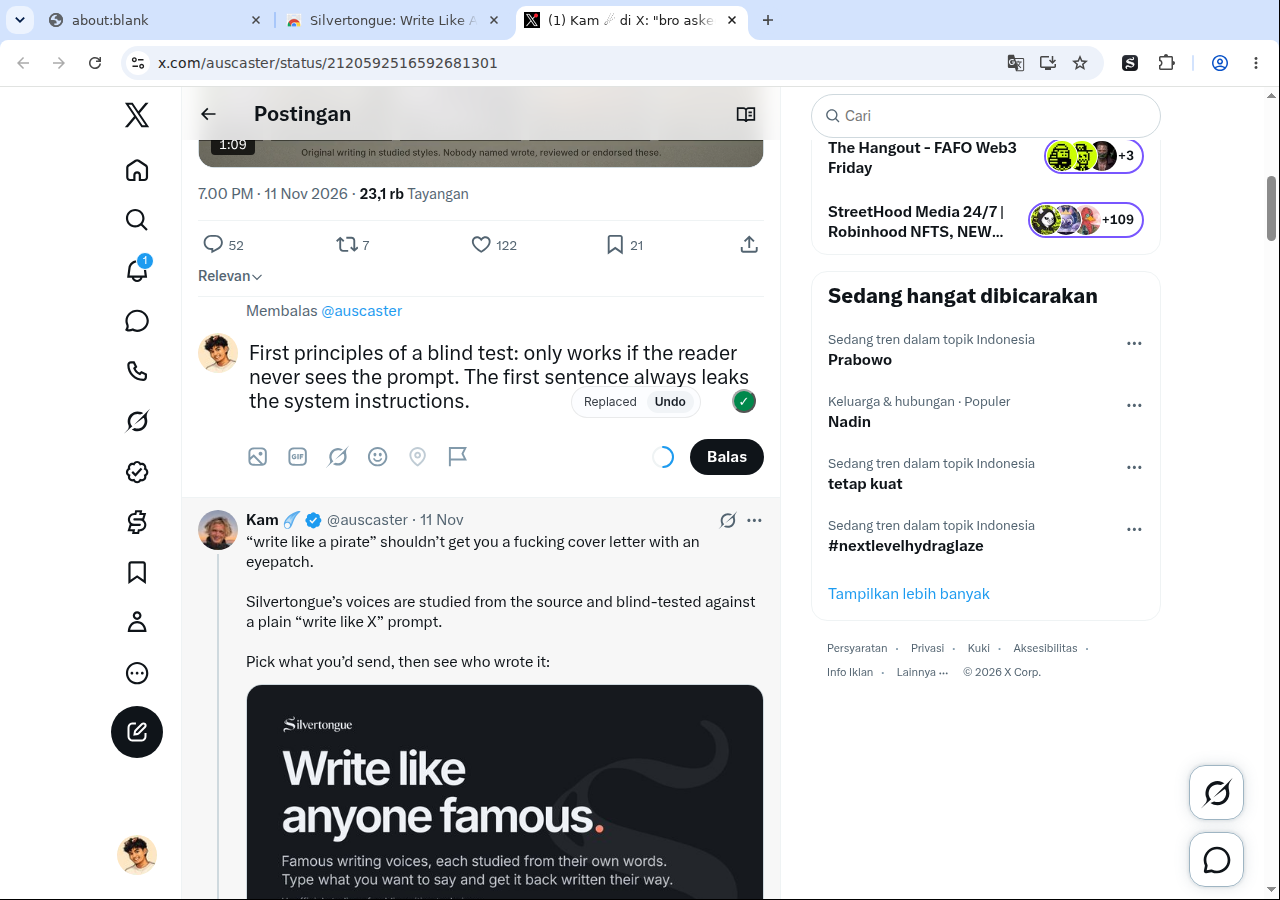 about:blank
Silvertongue: Write Like A
(1) Kam ☄️ di X: "bro aske
x.com/auscaster/status/2120592516592681301
Postingan
1:09
Original writing in studied styles. Nobody named wrote, reviewed or endorsed these.
7.00 PM · 11 Nov 2026 · 23,1 rb Tayangan
52
7
122
21
Relevan
Membalas @auscaster
First principles of a blind test: only works if the reader
never sees the prompt. The first sentence always leaks
the system instructions.
Replaced Undo
GIF
Balas
Kam @auscaster · 11 Nov
“write like a pirate” shouldn’t get you a fucking cover letter with an
eyepatch.
Silvertongue’s voices are studied from the source and blind-tested against
a plain “write like X” prompt.
Pick what you’d send, then see who wrote it:
Silvertongue
Write like
anyone famous.
Famous writing voices, each studied from their own words.
Type what you want to say and get it back written their way.
1
Cari
The Hangout - FAFO Web3
Friday
+3
StreetHood Media 24/7 |
Robinhood NFTS, NEW...
+109
Sedang hangat dibicarakan
Sedang tren dalam topik Indonesia
Prabowo
Keluarga & hubungan · Populer
Nadin
Sedang tren dalam topik Indonesia
tetap kuat
Sedang tren dalam topik Indonesia
#nextlevelhydraglaze
Tampilkan lebih banyak
Persyaratan · Privasi · Kuki · Aksesibilitas ·
Info Iklan · Lainnya ··· © 2026 X Corp.